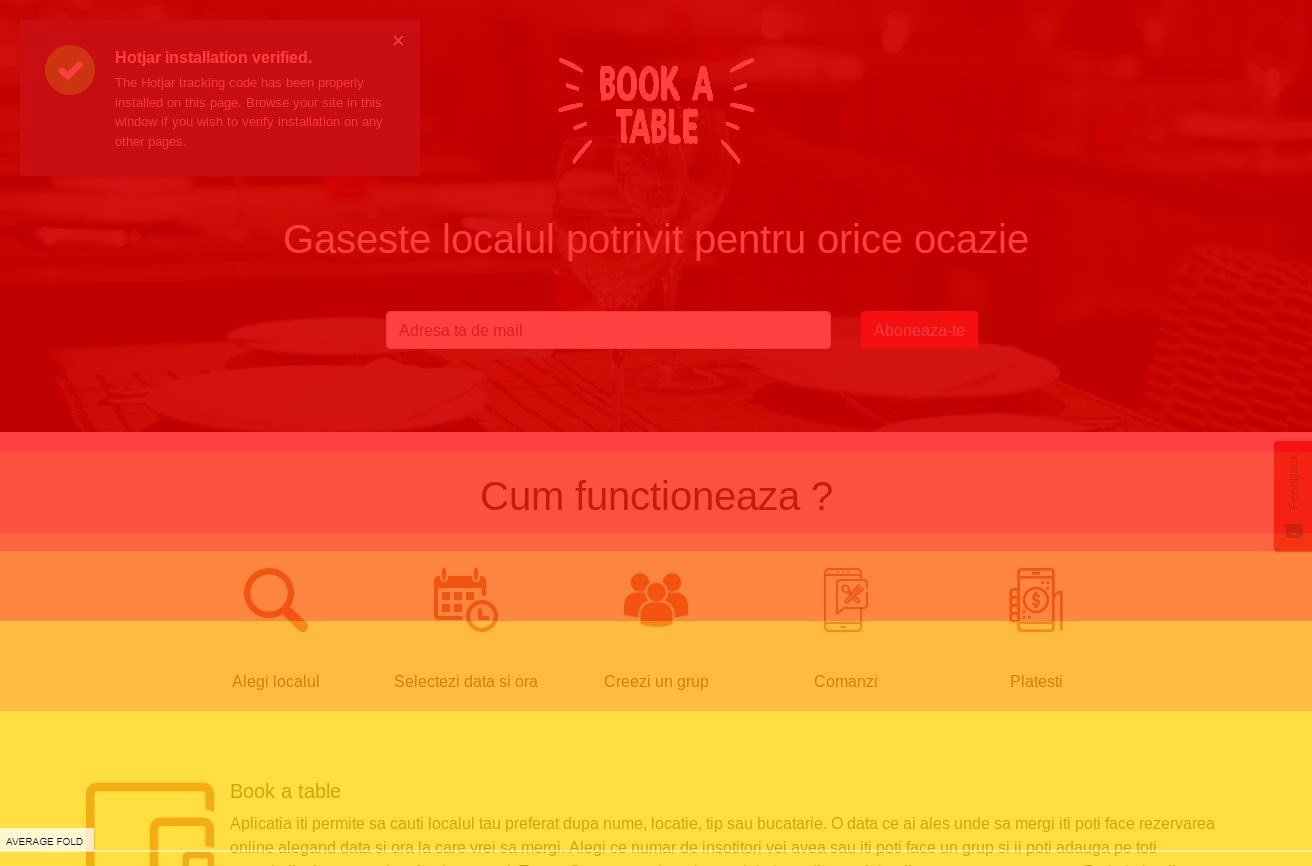 Hotjar installation verified.
×
The Hotjar tracking code has been properly
installed on this page. Browse your site in this
window if you wish to verify installation on any
other pages.
BOOK A
TABLE
Gaseste localul potrivit pentru orice ocazie
Adresa ta de mail
Aboneaza-te
Feedback
Cum functioneaza ?
Alegi localul
Selectezi data si ora
Creezi un grup
Comanzi
Platesti
Book a table
Aplicatia iti permite sa cauti localul tau preferat dupa nume, locatie, tip sau bucatarie. O data ce ai ales unde sa mergi iti poti face rezervarea
online alegand data si ora la care vrei sa mergi. Alegi ce numar de insotitori vei avea sau iti poti face un grup si ii poti adauga pe toti
AVERAGE FOLD